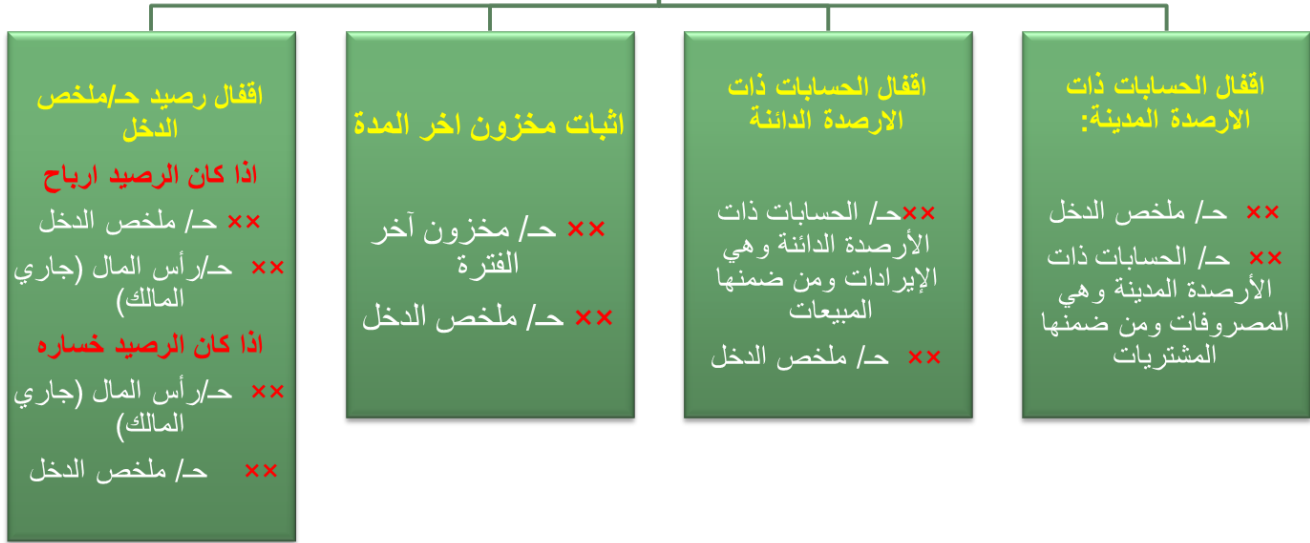 اقفال الحسابات ذات
الارصدة المدينة:
×× حـ/ ملخص الدخل
×× حـ/ الحسابات ذات
الأرصدة المدينة وهي
المصروفات ومن ضمنها
المشتريات
اقفال الحسابات ذات
الارصدة الدائنة
××حـ/ الحسابات ذات
الأرصدة الدائنة وهي
الإيرادات ومن ضمنها
المبيعات
×× حـ/ ملخص الدخل
اثبات مخزون اخر المدة
×× حـ/ مخزون آخر
الفترة
×× حـ/ ملخص الدخل
اقفال رصيد حـ/ملخص
الدخل
اذا كان الرصيد ارباح
×× حـ/ ملخص الدخل
×× حـ/رأس المال (جاري
المالك)
اذا كان الرصيد خساره
×× حـ/رأس المال (جاري
المالك)
×× حـ/ ملخص الدخل